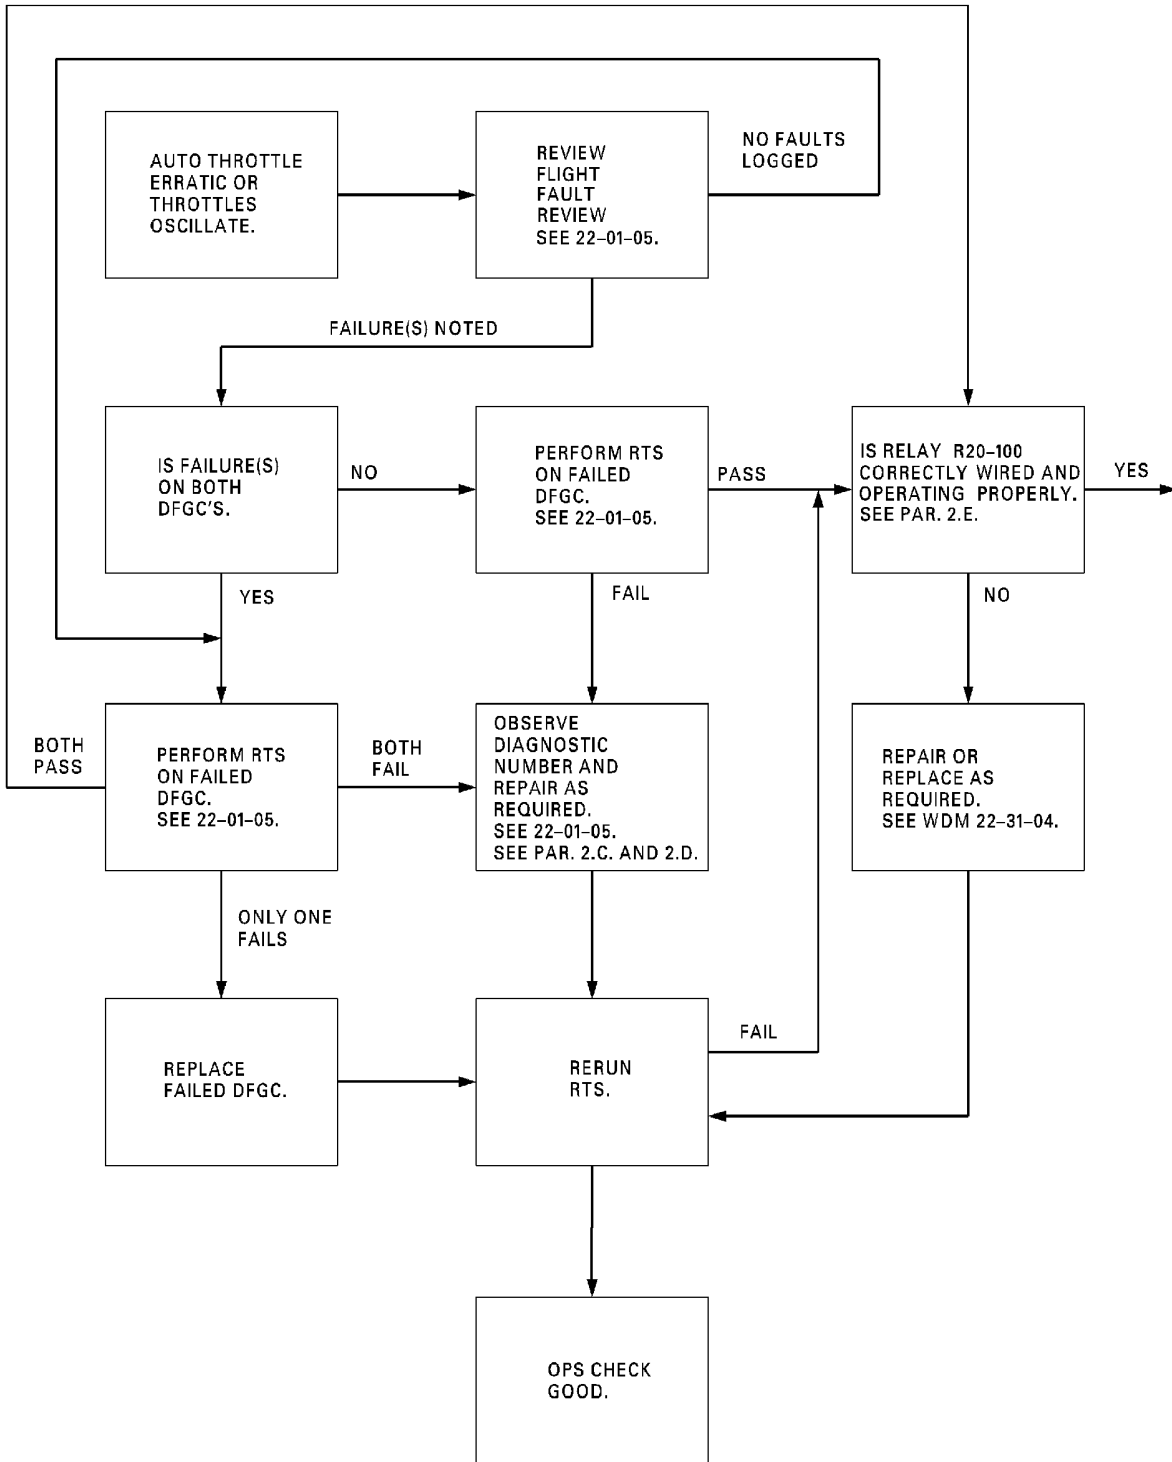 AUTO THROTTLE
ERRATIC OR
THROTTLES
OSCILLATE.
REVIEW
FLIGHT
FAULT
REVIEW
SEE 22–01–05.
NO FAULTS
LOGGED
FAILURE(S) NOTED
IS FAILURE(S)
ON BOTH
DFGC'S.
NO
PERFORM RTS
ON FAILED
DFGC.
SEE 22–01–05.
PASS
IS RELAY R20–100
CORRECTLY WIRED AND
OPERATING PROPERLY.
SEE PAR. 2.E.
YES
YES
FAIL
NO
BOTH
PASS
PERFORM RTS
ON FAILED
DFGC.
SEE 22–01–05.
BOTH
FAIL
OBSERVE
DIAGNOSTIC
NUMBER AND
REPAIR AS
REQUIRED.
SEE 22–01–05.
SEE PAR. 2.C. AND 2.D.
REPAIR OR
REPLACE AS
REQUIRED.
SEE WDM 22–31–04.
ONLY ONE
FAILS
REPLACE
FAILED DFGC.
RERUN
RTS.
FAIL
OPS CHECK
GOOD.